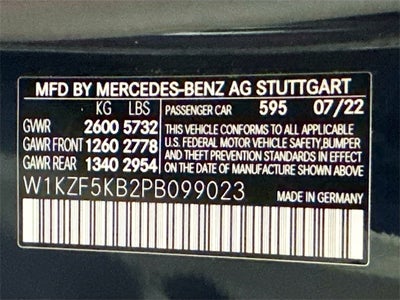 MFD BY MERCEDES-BENZ AG STUTTGART
KG LBS
GVWR 2600 5732
GAWR FRONT 1260 2778
GAWR REAR 1340 2954
PASSENGER CAR 595 07/22
THIS VEHICLE CONFORMS TO ALL APPLICABLE
U.S. FEDERAL MOTOR VEHICLE SAFETY,BUMPER
AND THEFT PREVENTION STANDARDS IN EFFECT
ON THE DATE OF MANUFACTURE SHOWN ABOVE.
W1KZF5KB2PB099023
MADE IN GERMANY